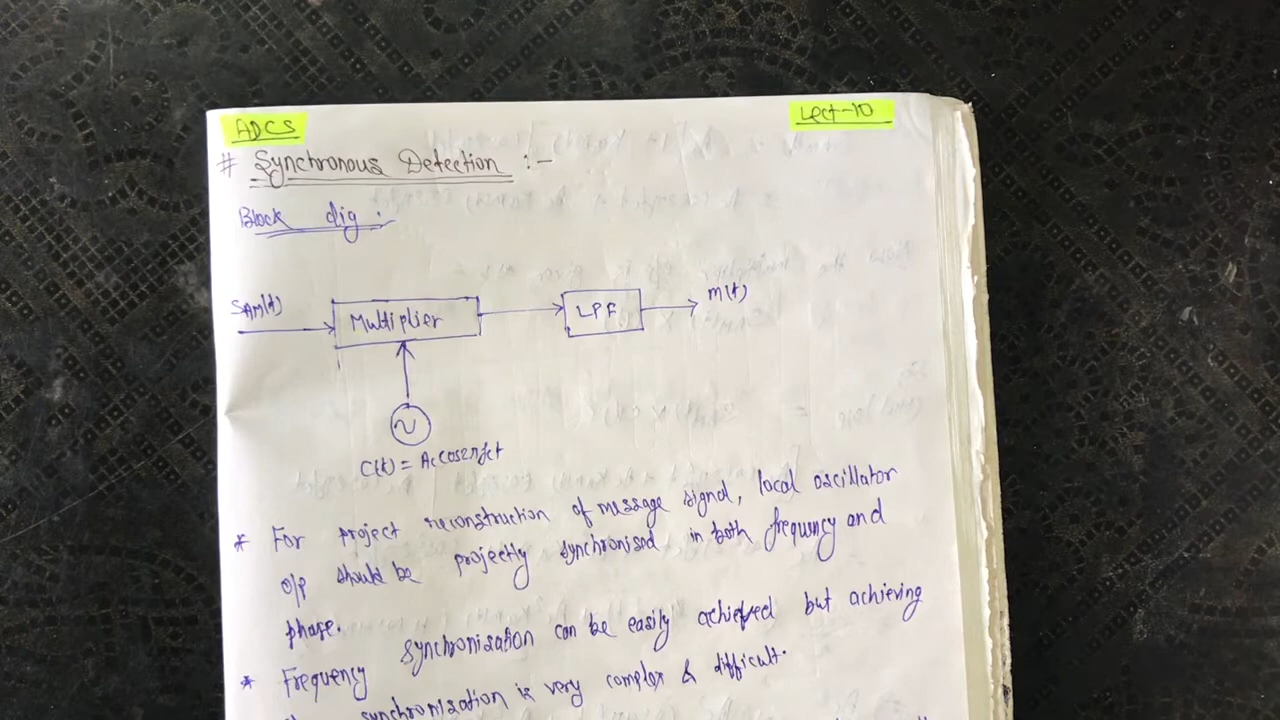 ADCS
Lect-10
# Synchronous Detection :-
Block dig :-
SAM(t)
Multiplier
LPF
m(t)
C(t) = Accos2πfct
* For project reconstruction of message signal, local oscillator
o/p should be projectly synchronised in both frequency and
phase.
* Frequency synchronization can be easily achieved but achieving
synchronization is very complex & difficult.